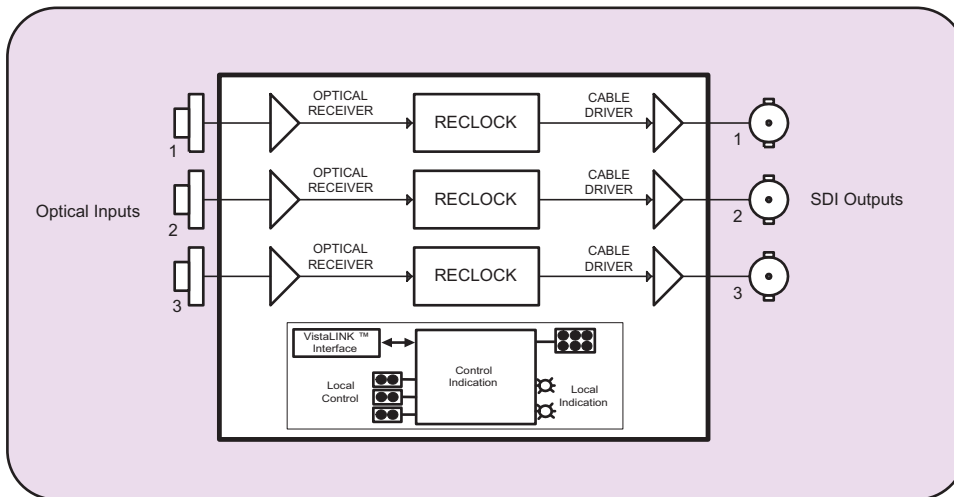 OPTICAL
RECEIVER
RECLOCK
CABLE
DRIVER
1
1
OPTICAL
RECEIVER
RECLOCK
CABLE
DRIVER
Optical Inputs
2
2
SDI Outputs
OPTICAL
RECEIVER
RECLOCK
CABLE
DRIVER
3
3
VistaLINK ™
Interface
Control
Indication
Local
Control
Local
Indication